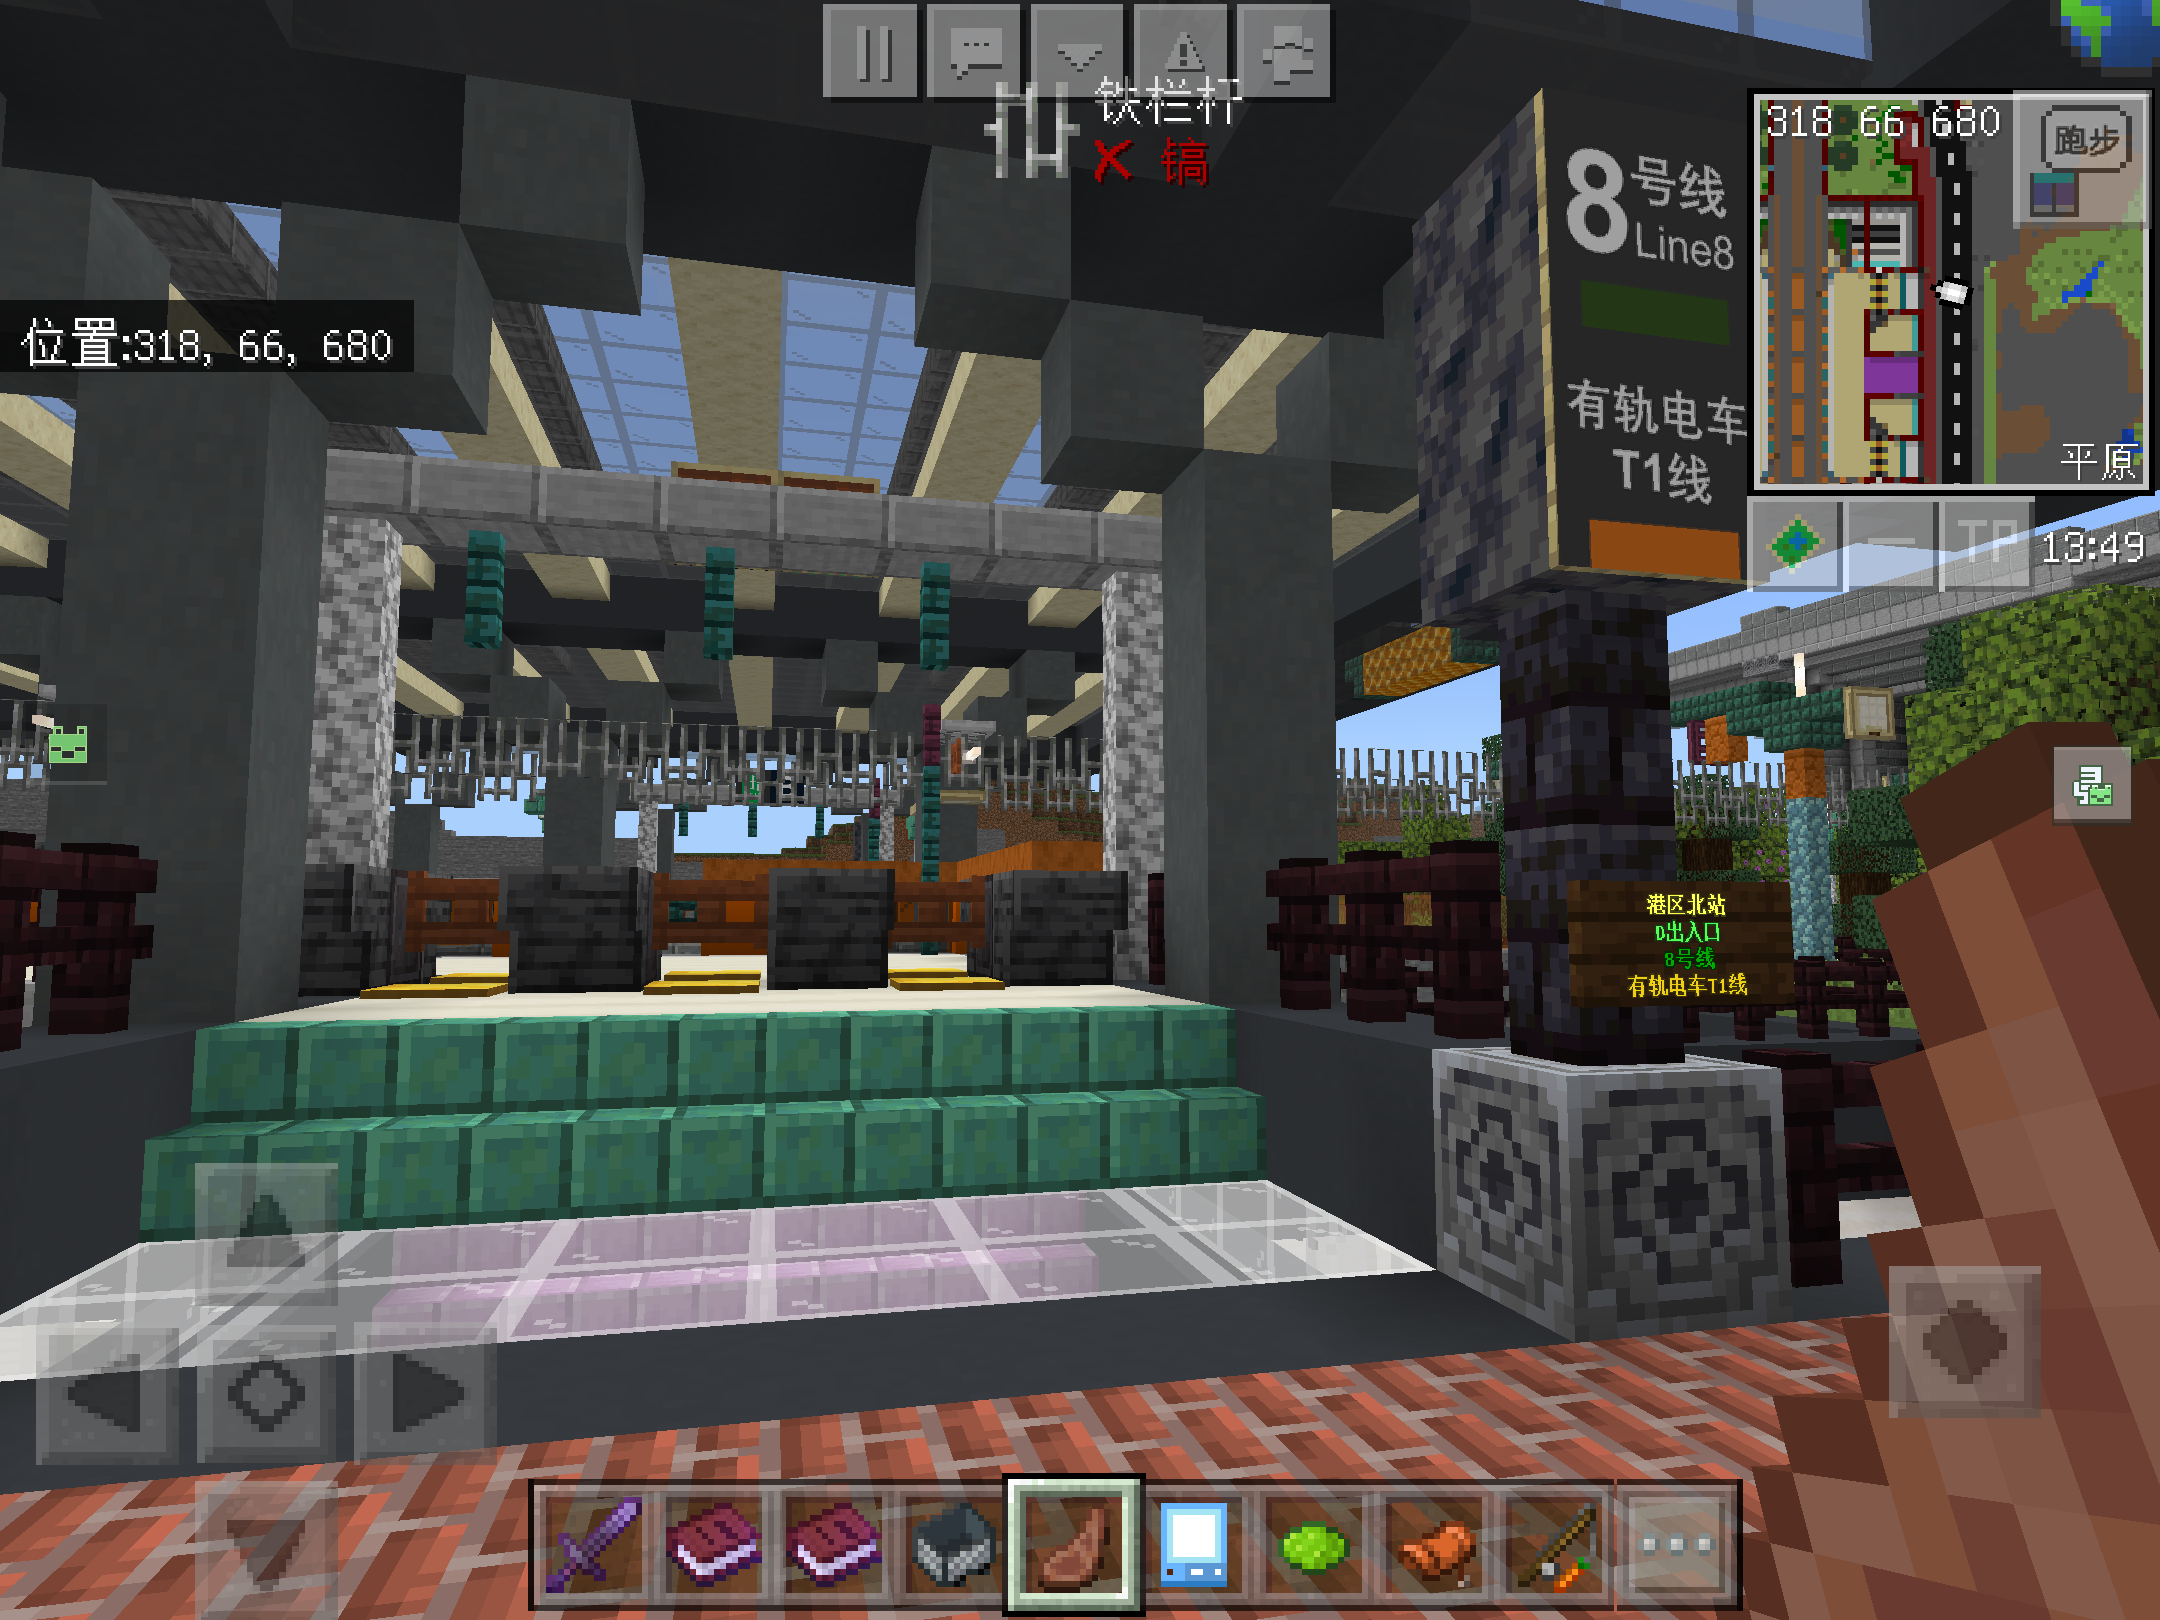 铁栏杆
X 镐
8号线
Line8
有轨电车
T1线
318 66 680
跑步
平原
位置:318, 66, 680
TP
13:49
港区北站
D出入口
8号线
有轨电车T1线